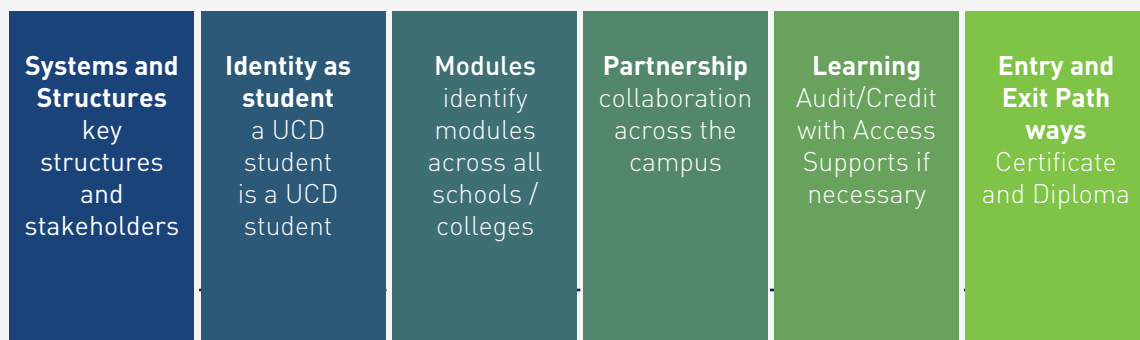 Systems and
Structures
key
structures
and
stakeholders
Identity as
student
a UCD
student
is a UCD
student
Modules
identify
modules
across all
schools /
colleges
Partnership
collaboration
across the
campus
Learning
Audit/Credit
with Access
Supports if
necessary
Entry and
Exit Path
ways
Certificate
and Diploma